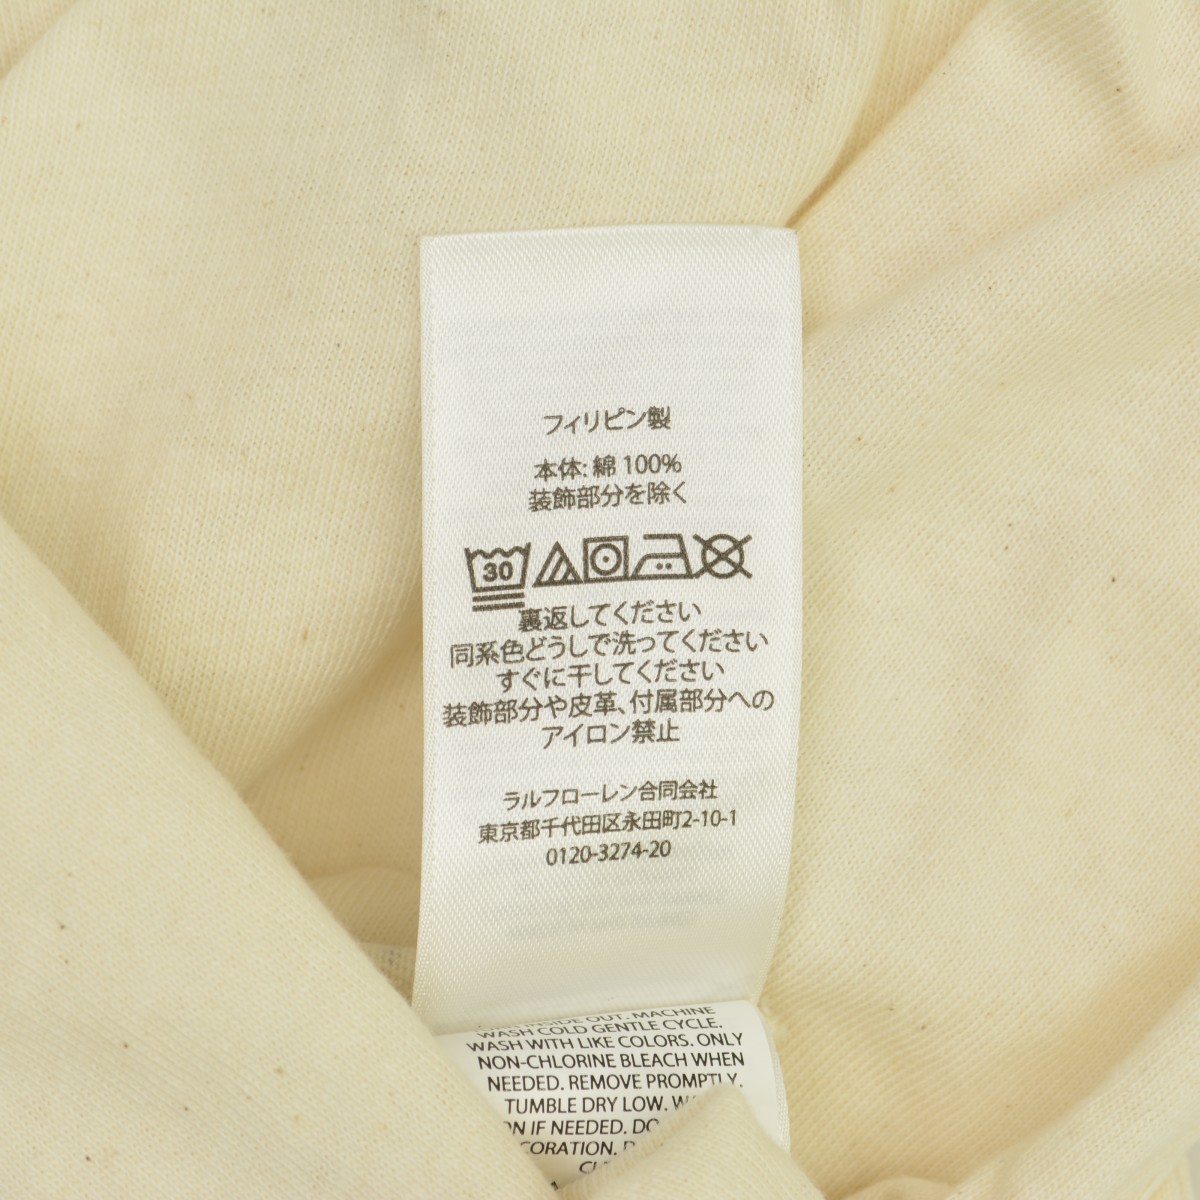 フィリピン製
本体: 綿 100%
装飾部分を除く
30
裏返してください
同系色どうしで洗ってください
すぐに干してください
装飾部分や皮革、付属部分への
アイロン禁止
ラルフローレン合同会社
東京都千代田区永田町2-10-1
0120-3274-20
OUT. MACHINE
WASH COLD GENTLE CYCLE.
WASH WITH LIKE COLORS. ONLY
NON-CHLORINE BLEACH WHEN
NEEDED. REMOVE PROMPTLY.
TUMBLE DRY LOW.
IF NEEDED. DO